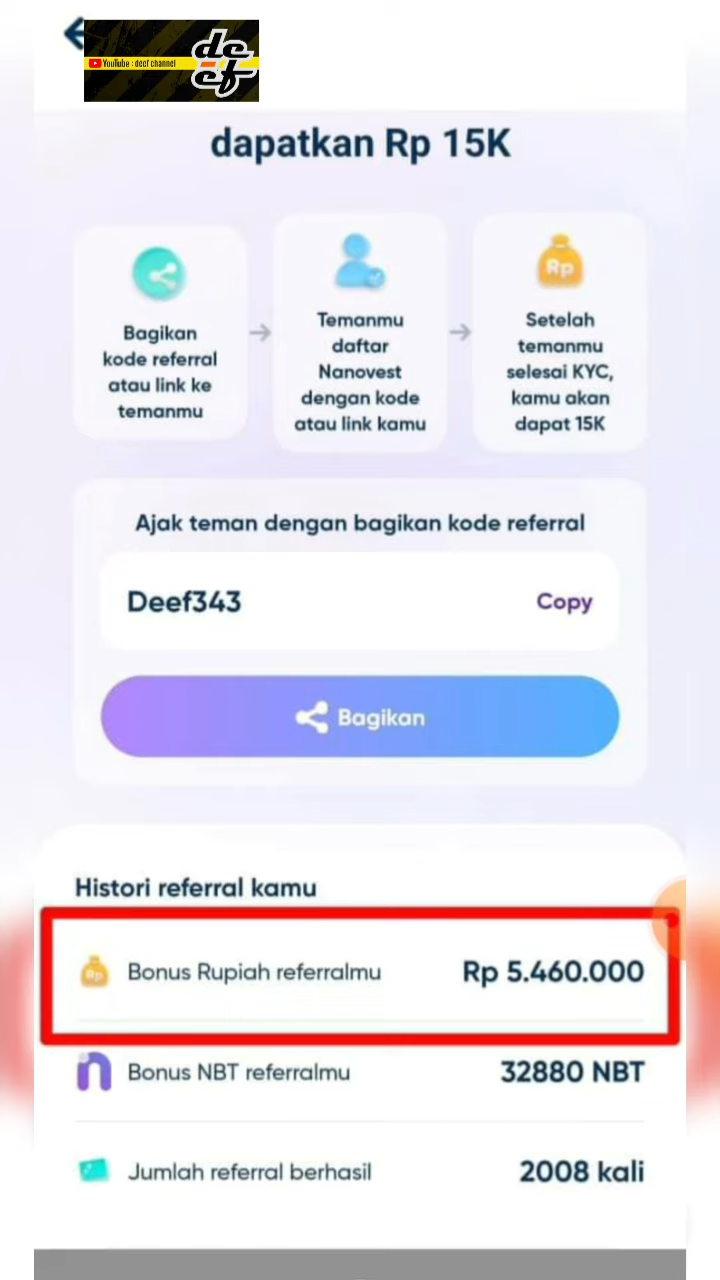 YouTube : deef channel
de
ef
dapatkan Rp 15K
Bagikan
kode referral
atau link ke
temanmu
Temanmu
daftar
Nanovest
dengan kode
atau link kamu
Rp
Setelah
temanmu
selesai KYC,
kamu akan
dapat 15K
Ajak teman dengan bagikan kode referral
Deef343 Copy
Bagikan
Histori referral kamu
Rp Bonus Rupiah referralmu Rp 5.460.000
Bonus NBT referralmu 32880 NBT
Jumlah referral berhasil 2008 kali